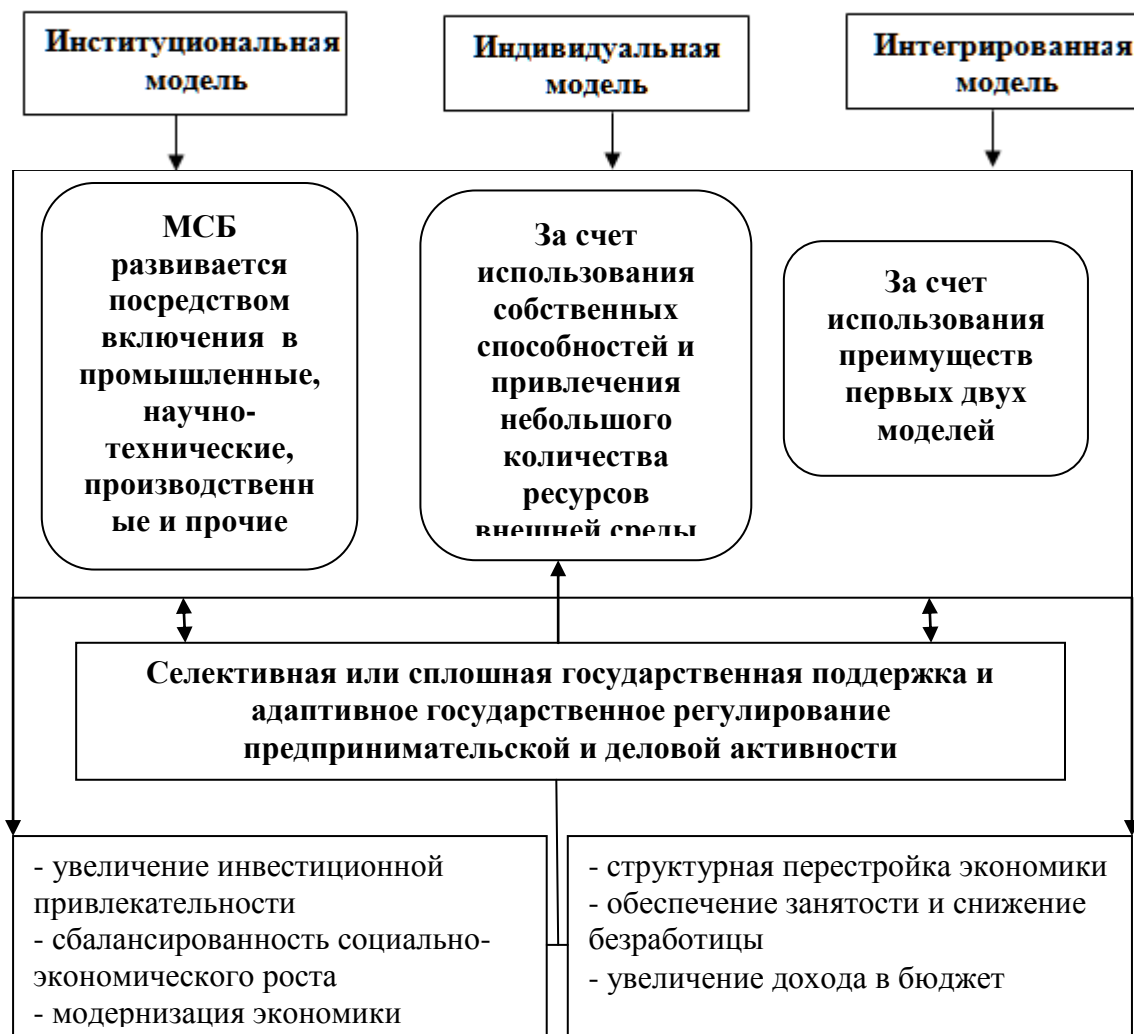 Институциональная
модель
Индивидуальная
модель
Интегрированная
модель
МСБ
развивается
посредством
включения в
промышленные,
научно-
технические,
производственн
ые и прочие
За счет
использования
собственных
способностей и
привлечения
небольшого
количества
ресурсов
внешней среды
За счет
использования
преимуществ
первых двух
моделей
Селективная или сплошная государственная поддержка и
адаптивное государственное регулирование
предпринимательской и деловой активности
- увеличение инвестиционной
привлекательности
- сбалансированность социально-
экономического роста
- модернизация экономики
- структурная перестройка экономики
- обеспечение занятости и снижение
безработицы
- увеличение дохода в бюджет